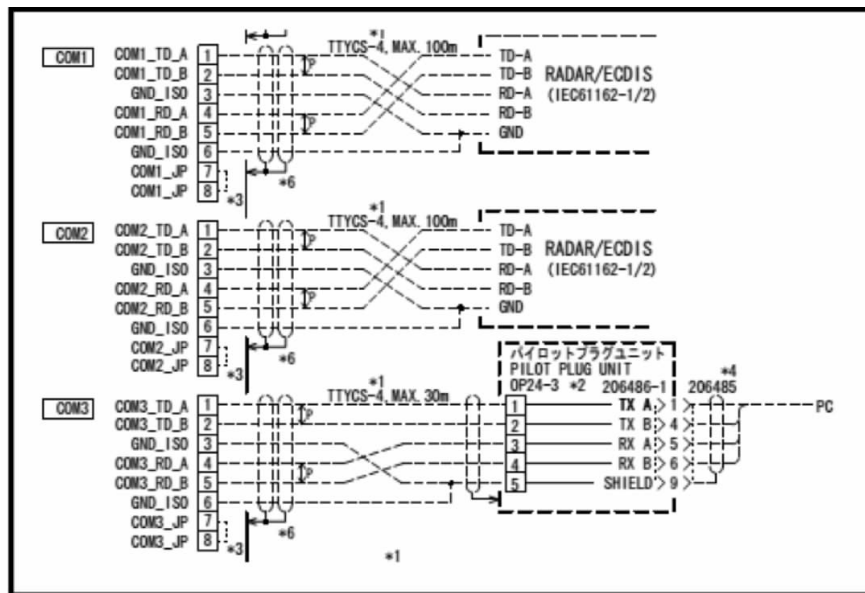 *1
TTYCS-4, MAX. 100m
COM1
COM1_TD_A 1
COM1_TD_B 2
GND_ISO 3
COM1_RD_A 4
COM1_RD_B 5
GND_ISO 6
COM1_JP 7
COM1_JP 8
P
P
*3
*6
TD-A
TD-B
RD-A
RD-B
GND
RADAR/ECDIS
(IEC61162-1/2)
*1
TTYCS-4, MAX. 100m
COM2
COM2_TD_A 1
COM2_TD_B 2
GND_ISO 3
COM2_RD_A 4
COM2_RD_B 5
GND_ISO 6
COM2_JP 7
COM2_JP 8
P
P
*3
*6
TD-A
TD-B
RD-A
RD-B
GND
RADAR/ECDIS
(IEC61162-1/2)
*1
TTYCS-4, MAX. 30m
COM3
COM3_TD_A 1
COM3_TD_B 2
GND_ISO 3
COM3_RD_A 4
COM3_RD_B 5
GND_ISO 6
COM3_JP 7
COM3_JP 8
P
P
*3
*6
*1
パイロットプラグユニット
PILOT PLUG UNIT
OP24-3 *2 206486-1
*4
206485
1 TX A 1
2 TX B 4
3 RX A 5
4 RX B 6
5 SHIELD 9
PC